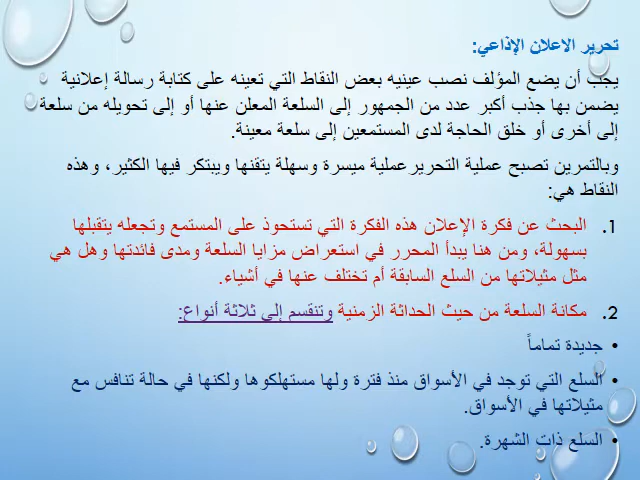 تحرير الاعلان الإذاعي:
يجب أن يضع المؤلف نصب عينيه بعض النقاط التي تعينه على كتابة رسالة إعلانية
يضمن بها جذب أكبر عدد من الجمهور إلى السلعة المعلن عنها أو إلى تحويله من سلعة
إلى أخرى أو خلق الحاجة لدى المستمعين إلى سلعة معينة.
وبالتمرين تصبح عملية التحريرعملية ميسرة وسهلة يتقنها ويبتكر فيها الكثير، وهذه
النقاط هي:
1. البحث عن فكرة الإعلان هذه الفكرة التي تستحوذ على المستمع وتجعله يتقبلها
بسهولة، ومن هنا يبدأ المحرر في استعراض مزايا السلعة ومدى فائدتها وهل هي
مثل مثيلاتها من السلع السابقة أم تختلف عنها في أشياء.
2. مكانة السلعة من حيث الحداثة الزمنية وتنقسم إلى ثلاثة أنواع:
• جديدة تماماً
• السلع التي توجد في الأسواق منذ فترة ولها مستهلكوها ولكنها في حالة تنافس مع
مثيلاتها في الأسواق.
• السلع ذات الشهرة.